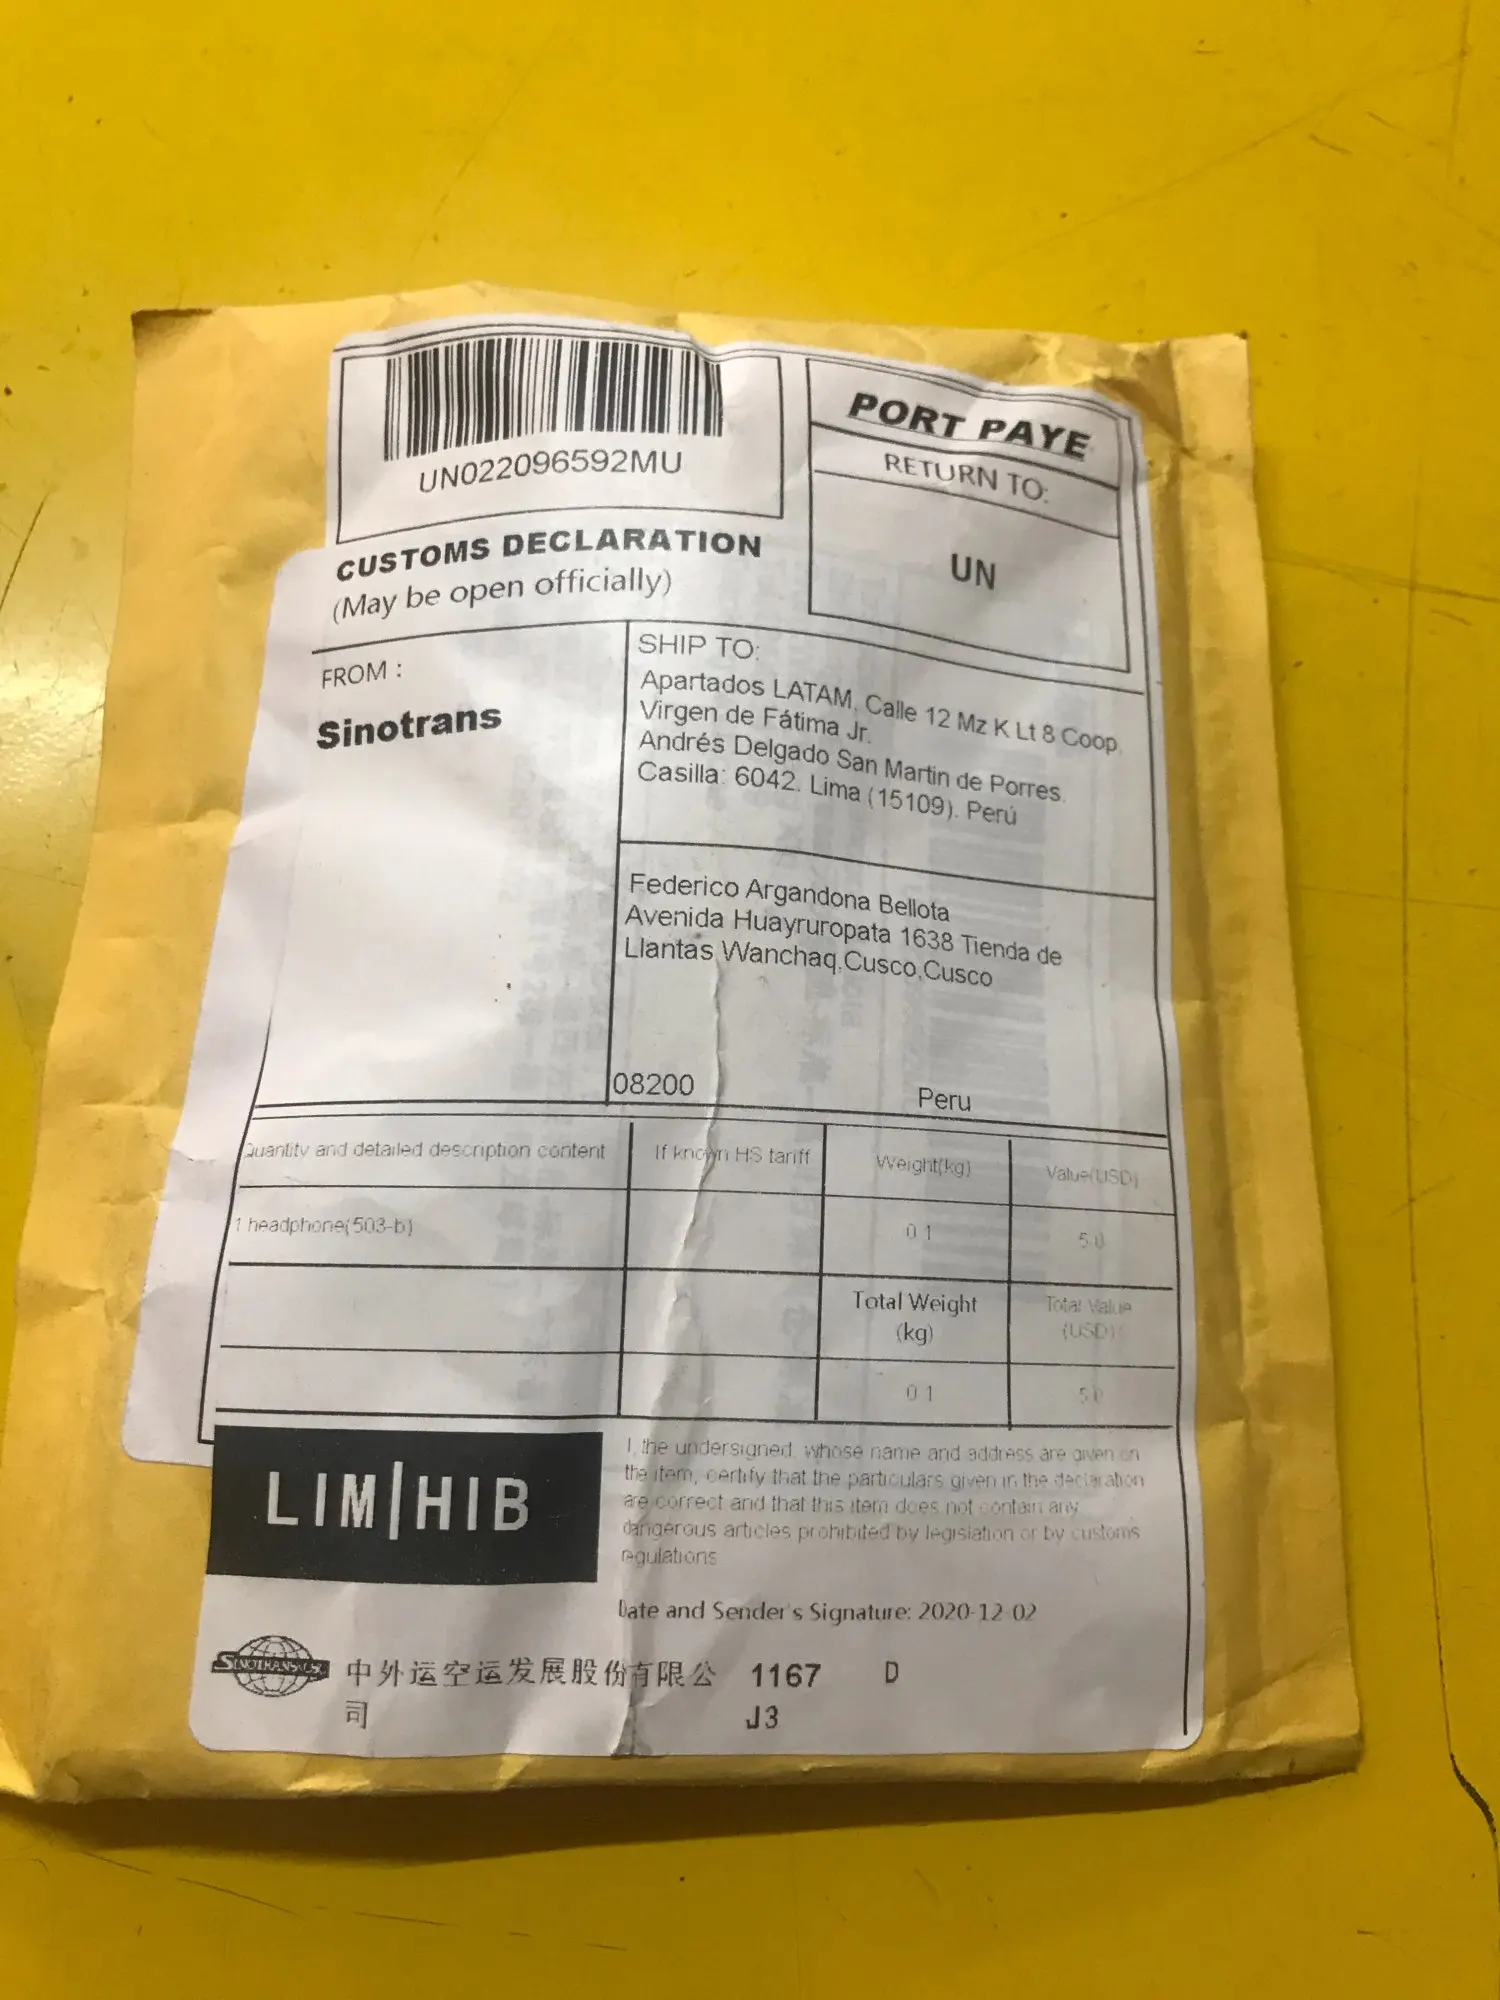 UN022096592MU
PORT PAYE
RETURN TO:
UN
CUSTOMS DECLARATION
(May be open officially)
FROM :
Sinotrans
SHIP TO:
Apartados LATAM, Calle 12 Mz K Lt 8 Coop.
Virgen de Fátima Jr.
Andrés Delgado San Martin de Porres.
Casilla: 6042. Lima (15109). Perú
Federico Argandona Bellota
Avenida Huayruropata 1638 Tienda de
Llantas Wanchaq,Cusco,Cusco
08200 Peru
Quantity and detailed description content If known HS tariff Weight(kg) Value(USD)
1 headphone(503-b) 0.1 5.0
Total Weight Total Value
(kg) (USD)
0.1 5.0
LIM|HIB
I, the undersigned, whose name and address are given on
the item, certify that the particulars given in the declaration
are correct and that this item does not contain any
dangerous articles prohibited by legislation or by customs
regulations
Date and Sender's Signature: 2020-12-02
中外运空运发展股份有限公 1167 D
司 J3